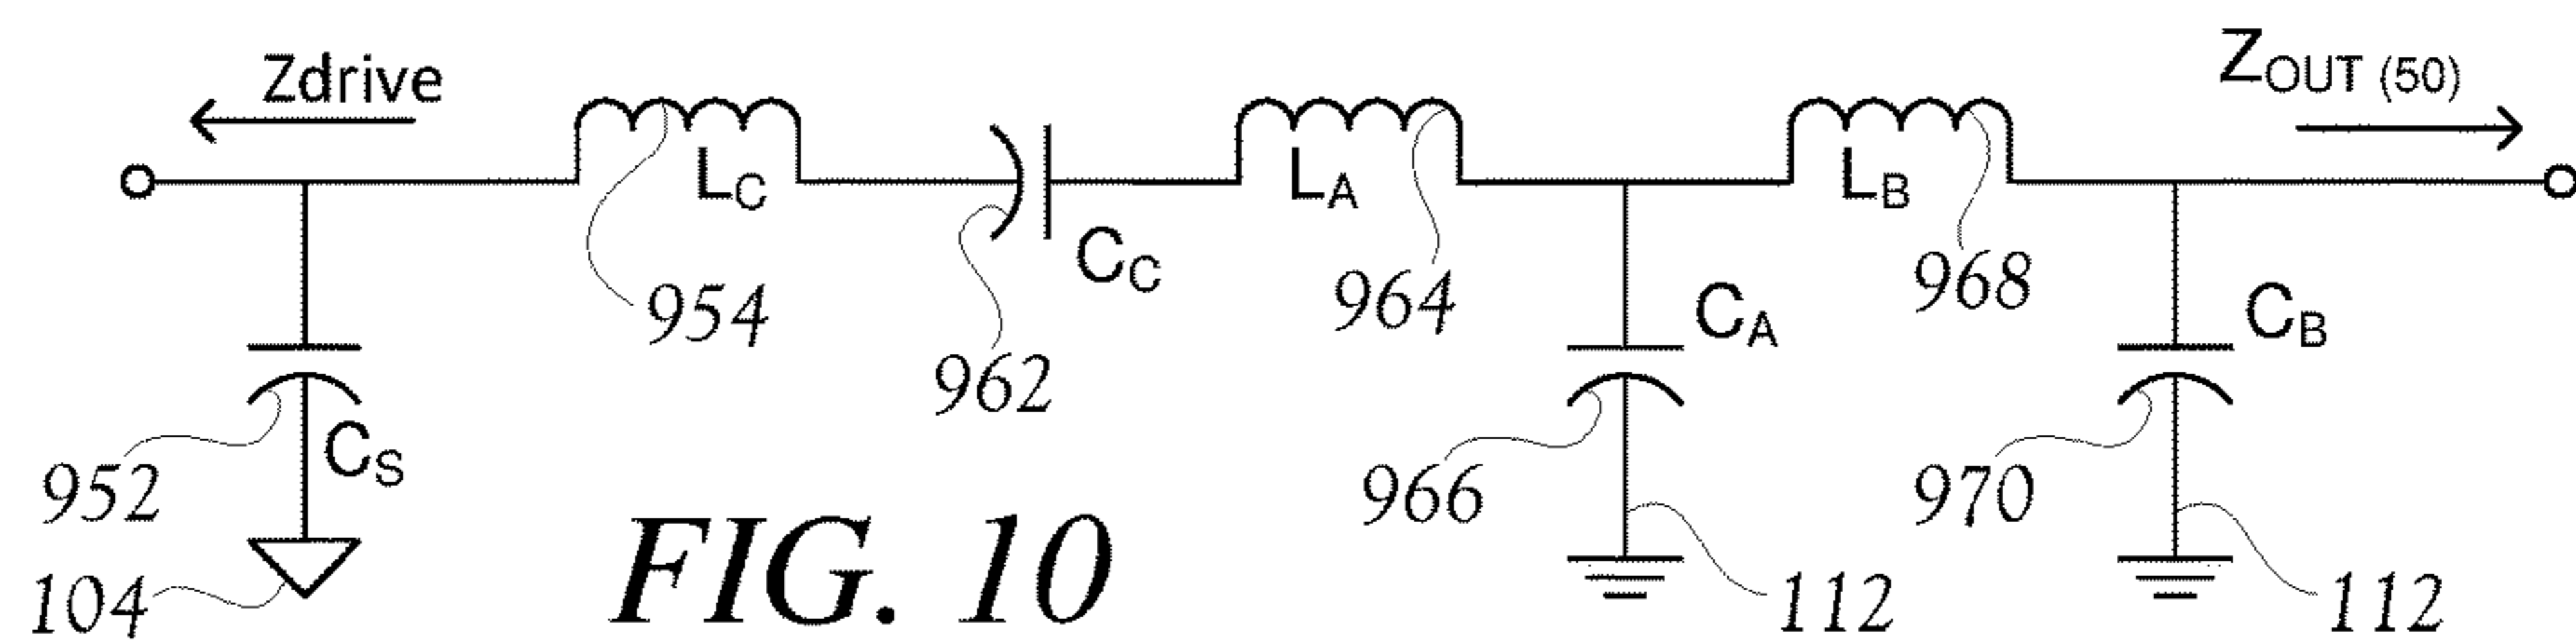 Zdrive
ZOUT (50)
LC
LA
LB
CC
954
964
968
CA
CB
962
CS
952
966
970
104
FIG. 10
112
112